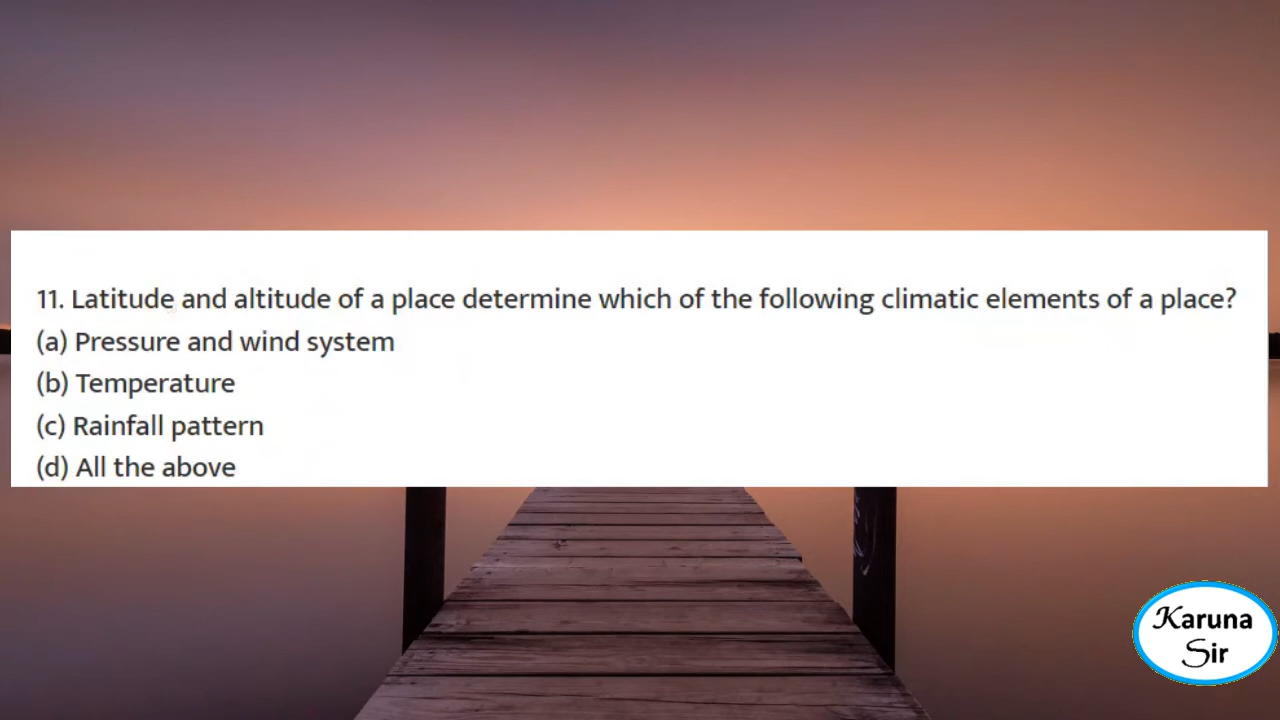 11. Latitude and altitude of a place determine which of the following climatic elements of a place?
(a) Pressure and wind system
(b) Temperature
(c) Rainfall pattern
(d) All the above
Karuna
Sir